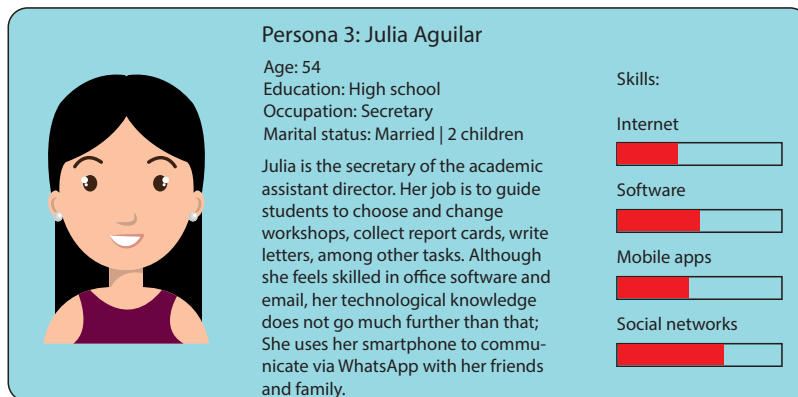 Persona 3: Julia Aguilar
Age: 54
Education: High school
Occupation: Secretary
Marital status: Married | 2 children
Julia is the secretary of the academic
assistant director. Her job is to guide
students to choose and change
workshops, collect report cards, write
letters, among other tasks. Although
she feels skilled in office software and
email, her technological knowledge
does not go much further than that;
She uses her smartphone to commu-
nicate via WhatsApp with her friends
and family.
Skills:
Internet
Software
Mobile apps
Social networks